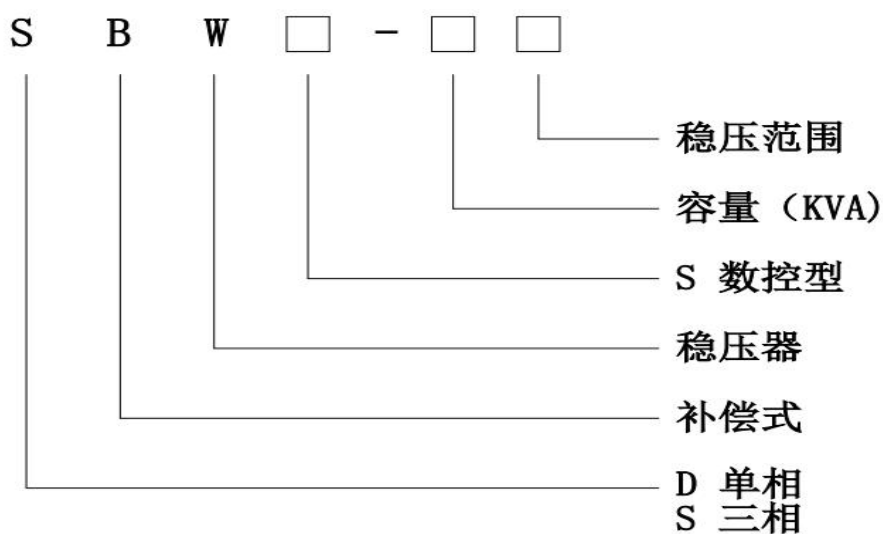 S B W □ - □ □
稳压范围
容量（KVA)
S 数控型
稳压器
补偿式
D 单相
S 三相